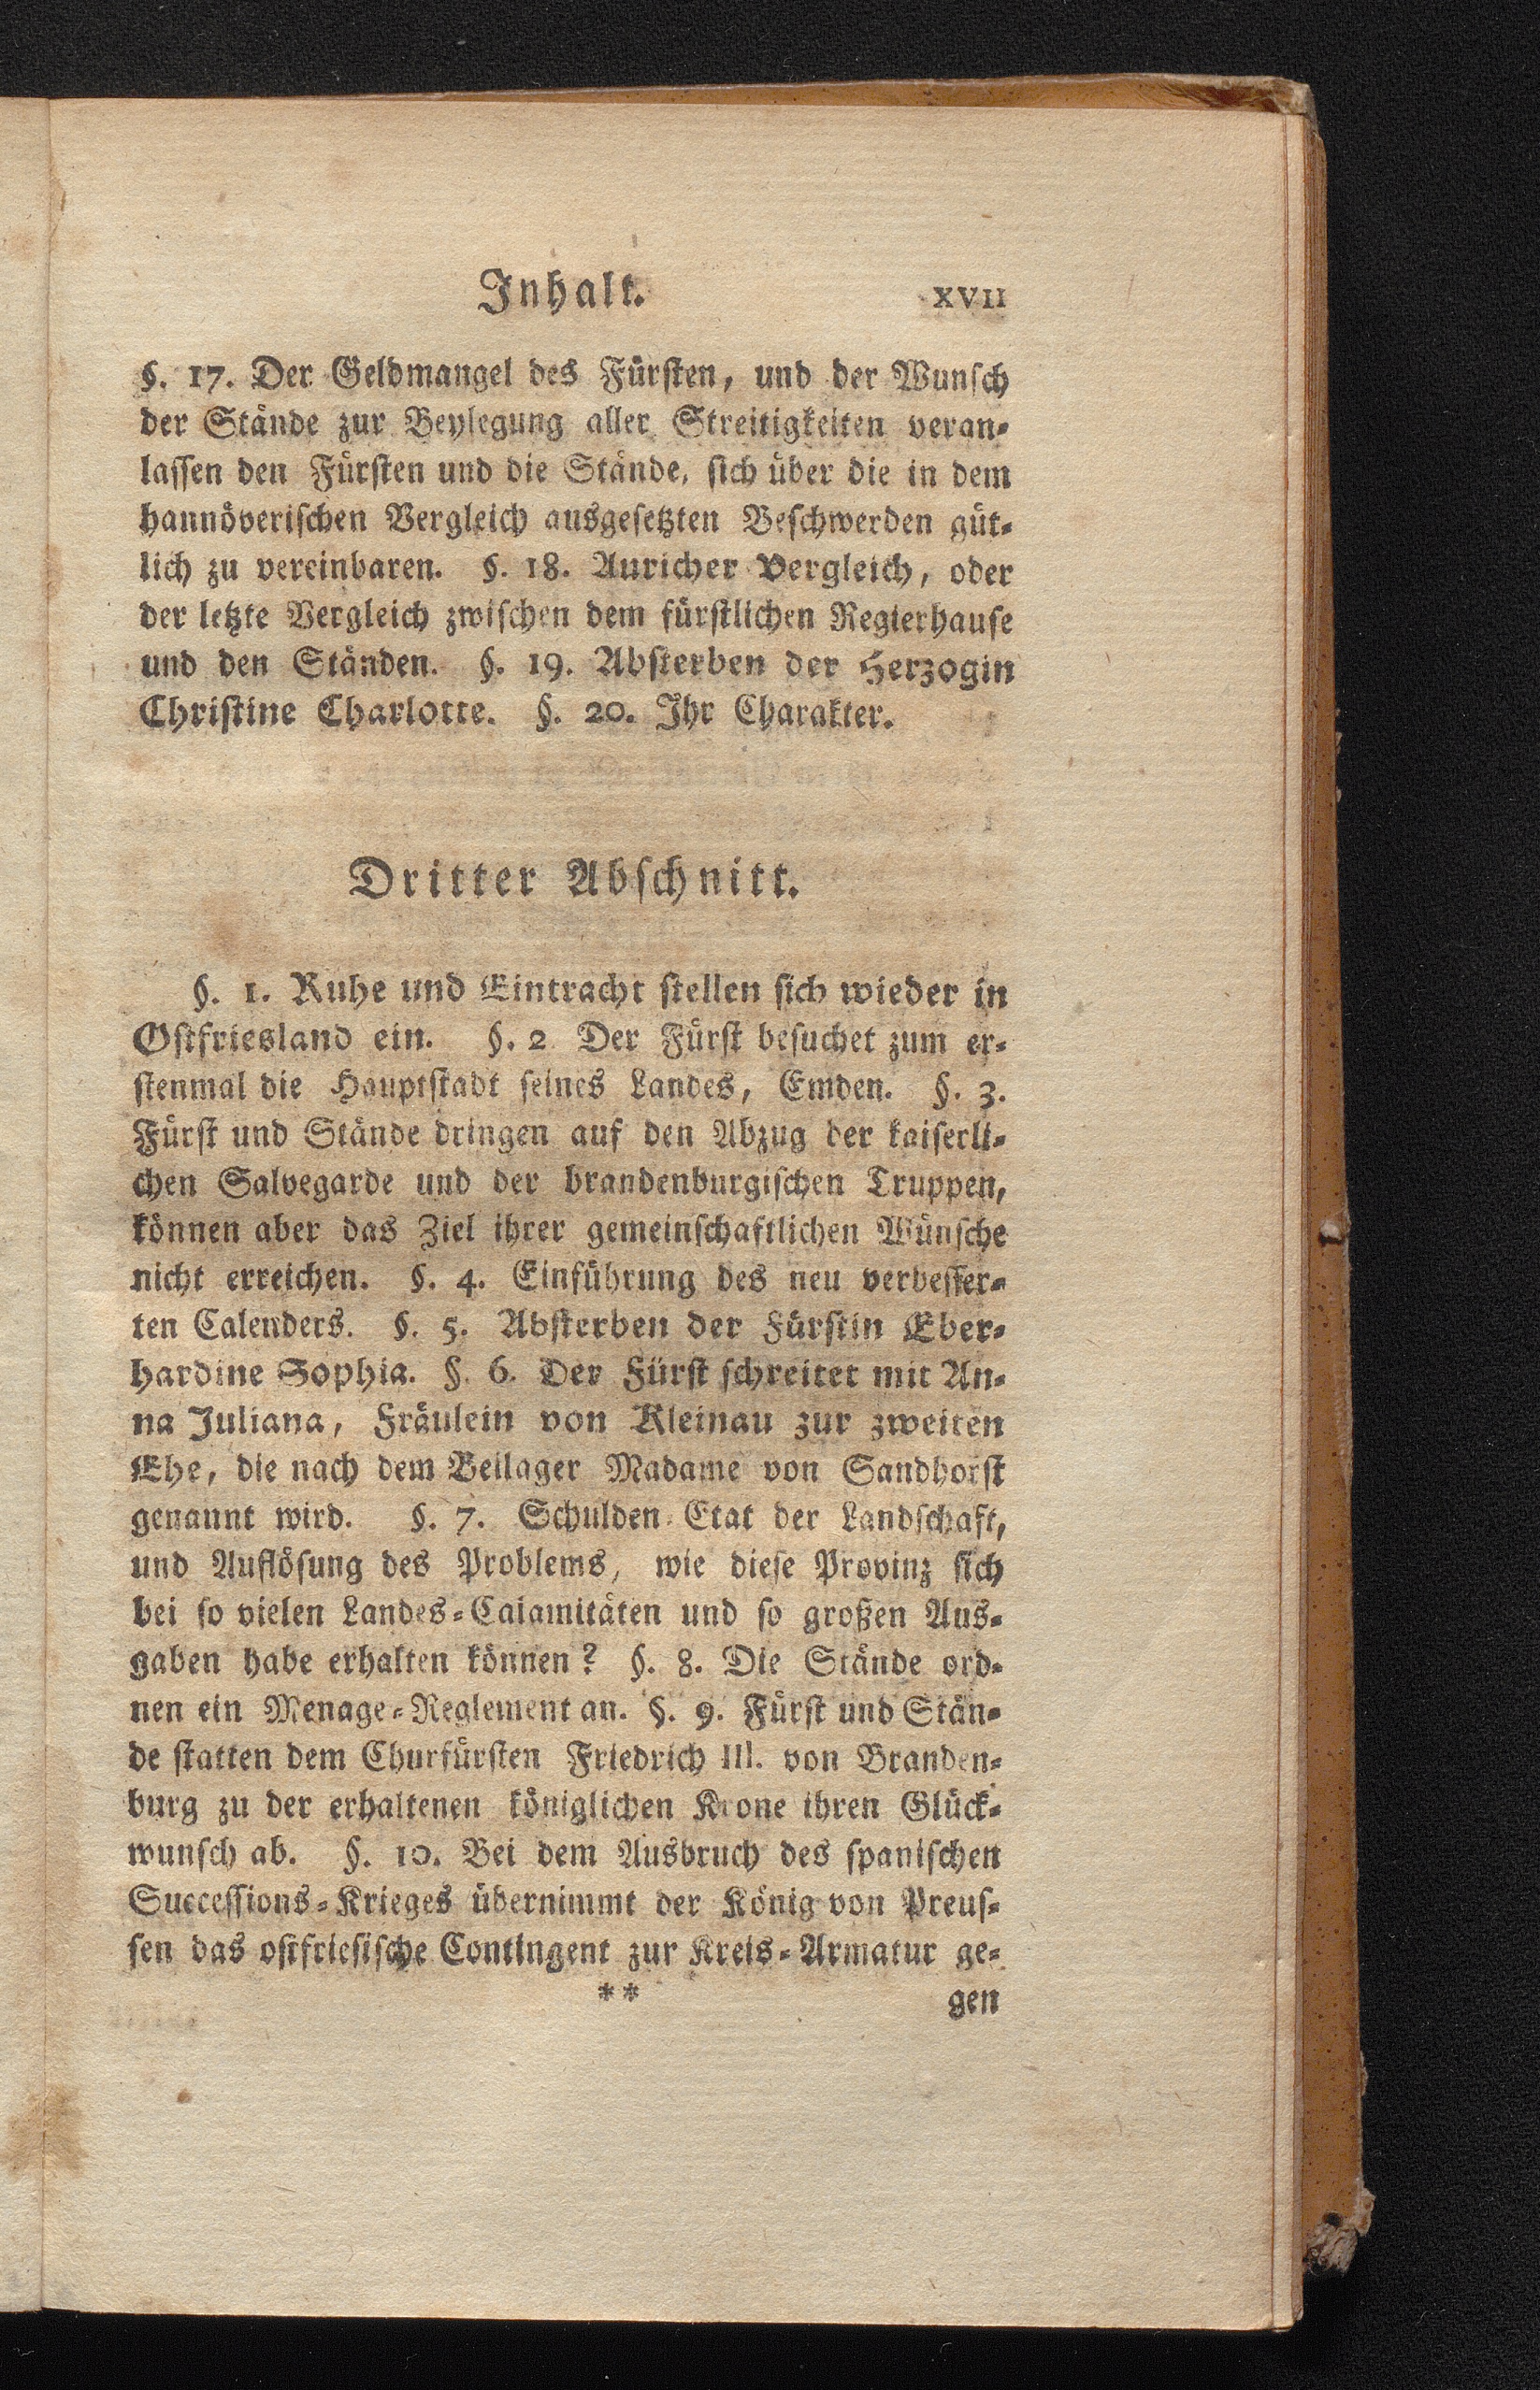 Inhalt. XVII
§. 17. Der Geldmangel des Fürsten, und der Wunsch
der Stände zur Beylegung aller Streitigkeiten veran-
lassen den Fürsten und die Stände, sich über die in dem
hannöverischen Vergleich ausgesetzten Beschwerden güt-
lich zu vereinbaren. §. 18. Auricher Vergleich, oder
der letzte Vergleich zwischen dem fürstlichen Regierhause
und den Ständen. §. 19. Absterben der Herzogin
Christine Charlotte. §. 20. Ihr Charakter.
Dritter Abschnitt.
§. 1. Ruhe und Eintracht stellen sich wieder in
Ostfriesland ein. §. 2 Der Fürst besuchet zum er-
stenmal die Hauptstadt seines Landes, Emden. §. 3.
Fürst und Stände dringen auf den Abzug der kaiserli-
chen Salvegarde und der brandenburgischen Truppen,
können aber das Ziel ihrer gemeinschaftlichen Wünsche
nicht erreichen. §. 4. Einführung des neu verbesser-
ten Calenders. §. 5. Absterben der Fürstin Eber-
hardine Sophia. §. 6. Der Fürst schreitet mit An-
na Juliana, Fräulein von Kleinau zur zweiten
Ehe, die nach dem Beilager Madame von Sandhorst
genannt wird. §. 7. Schulden-Etat der Landschaft,
und Auflösung des Problems, wie diese Provinz sich
bei so vielen Landes-Calamitäten und so großen Aus-
gaben habe erhalten können? §. 8. Die Stände ord-
nen ein Menage-Reglement an. §. 9. Fürst und Stän-
de statten dem Churfürsten Friedrich III. von Branden-
burg zu der erhaltenen königlichen Krone ihren Glück-
wunsch ab. §. 10. Bei dem Ausbruch des spanischen
Successions-Krieges übernimmt der König von Preus-
sen das ostfriesische Contingent zur Kreis-Armatur ge-
** gen